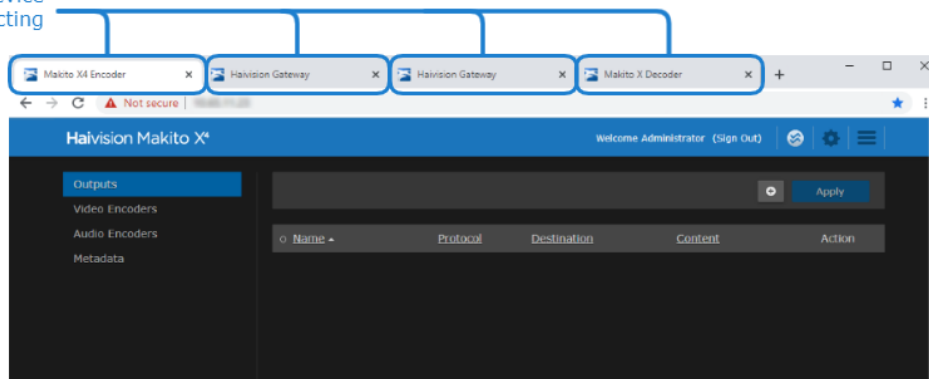 cting
Makito X4 Encoder
Haivision Gateway
Haivision Gateway
Makito X Decoder
Not secure
Haivision Makito X⁴
Welcome Administrator (Sign Out)
Outputs
Video Encoders
Audio Encoders
Metadata
Apply
Name
Protocol
Destination
Content
Action